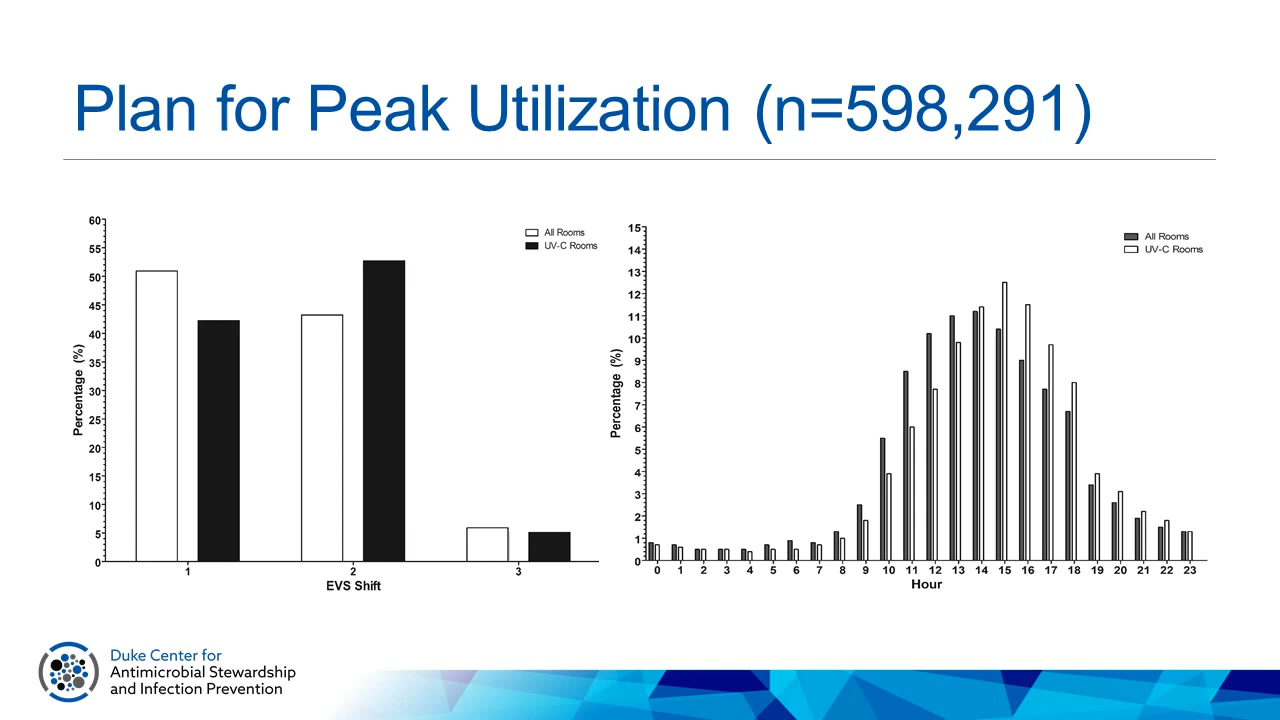 Plan for Peak Utilization (n=598,291)
60
55
50
45
40
35
30
25
20
15
10
5
0
Percentage (%)
All Rooms
UV-C Rooms
1 2 3
EVS Shift
15
14
13
12
11
10
9
8
7
6
5
4
3
2
1
0
Percentage (%)
All Rooms
UV-C Rooms
0 1 2 3 4 5 6 7 8 9 10 11 12 13 14 15 16 17 18 19 20 21 22 23
Hour
Duke Center for
Antimicrobial Stewardship
and Infection Prevention